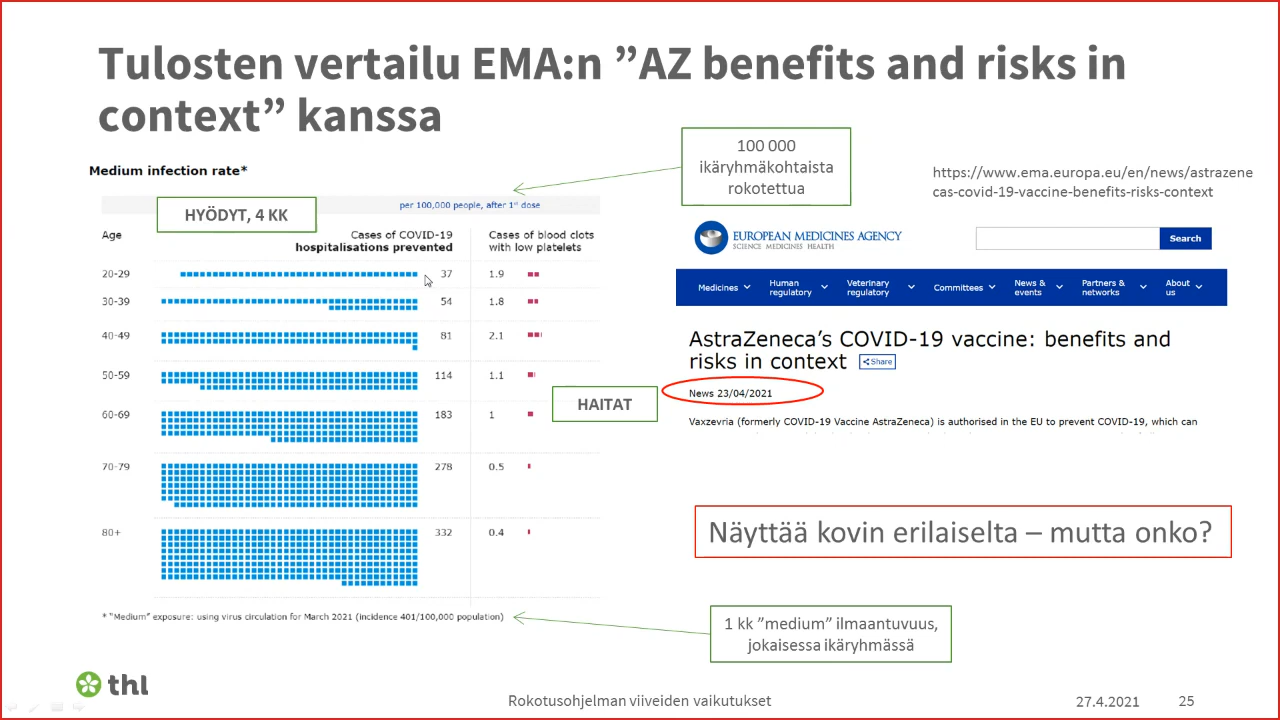 Tulosten vertailu EMA:n ”AZ benefits and risks in
context” kanssa
Medium infection rate*
HYÖDYT, 4 KK
per 100,000 people, after 1st dose
Age
Cases of COVID-19
hospitalisations prevented
Cases of blood clots
with low platelets
20-29 37 1.9
30-39 54 1.8
40-49 81 2.1
50-59 114 1.1
60-69 183 1
70-79 278 0.5
80+ 332 0.4
* "Medium" exposure: using virus circulation for March 2021 (incidence 401/100,000 population)
HAITAT
100 000
ikäryhmäkohtaista
rokotettua
https://www.ema.europa.eu/en/news/astrazene
cas-covid-19-vaccine-benefits-risks-context
EUROPEAN MEDICINES AGENCY
SCIENCE MEDICINES HEALTH
Search
Medicines
Human
regulatory
Veterinary
regulatory
Committees
News &
events
Partners &
networks
About
us
AstraZeneca’s COVID-19 vaccine: benefits and
risks in context
Share
News 23/04/2021
Vaxzevria (formerly COVID-19 Vaccine AstraZeneca) is authorised in the EU to prevent COVID-19, which can
Näyttää kovin erilaiselta – mutta onko?
1 kk ”medium” ilmaantuvuus,
jokaisessa ikäryhmässä
thl
Rokotusohjelman viiveiden vaikutukset
27.4.2021
25